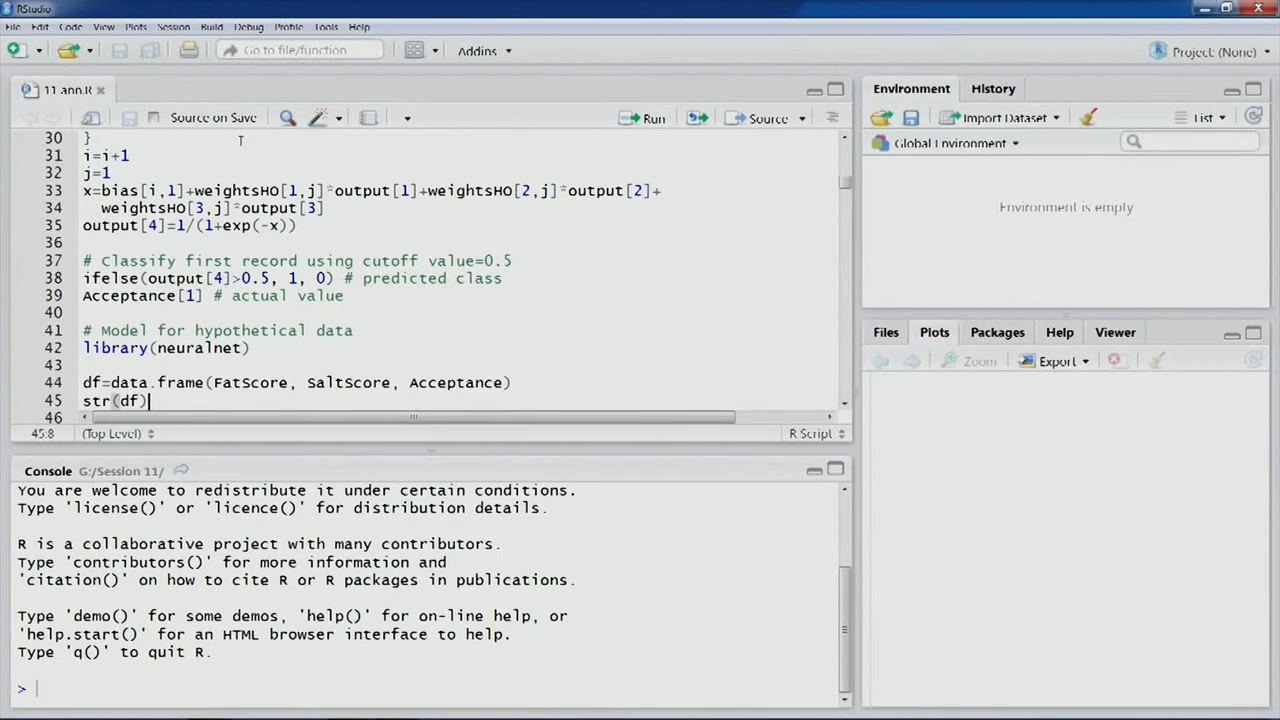 RStudio
File Edit Code View Plots Session Build Debug Profile Tools Help
Go to file/function Addins Project: (None)
11 ann.R
Source on Save Run Source
30 }
31 i=i+1
32 j=1
33 x=bias[i,1]+weightsHO[1,j]*output[1]+weightsHO[2,j]*output[2]+
34 weightsHO[3,j]*output[3]
35 output[4]=1/(1+exp(-x))
36
37 # Classify first record using cutoff value=0.5
38 ifelse(output[4]>0.5, 1, 0) # predicted class
39 Acceptance[1] # actual value
40
41 # Model for hypothetical data
42 library(neuralnet)
43
44 df=data.frame(FatScore, SaltScore, Acceptance)
45 str(df)
46
45:8 (Top Level) R Script
Console G:/Session 11/
You are welcome to redistribute it under certain conditions.
Type 'license()' or 'licence()' for distribution details.
R is a collaborative project with many contributors.
Type 'contributors()' for more information and
'citation()' on how to cite R or R packages in publications.
Type 'demo()' for some demos, 'help()' for on-line help, or
'help.start()' for an HTML browser interface to help.
Type 'q()' to quit R.
>
Environment History
Import Dataset List
Global Environment
Environment is empty
Files Plots Packages Help Viewer
Zoom Export